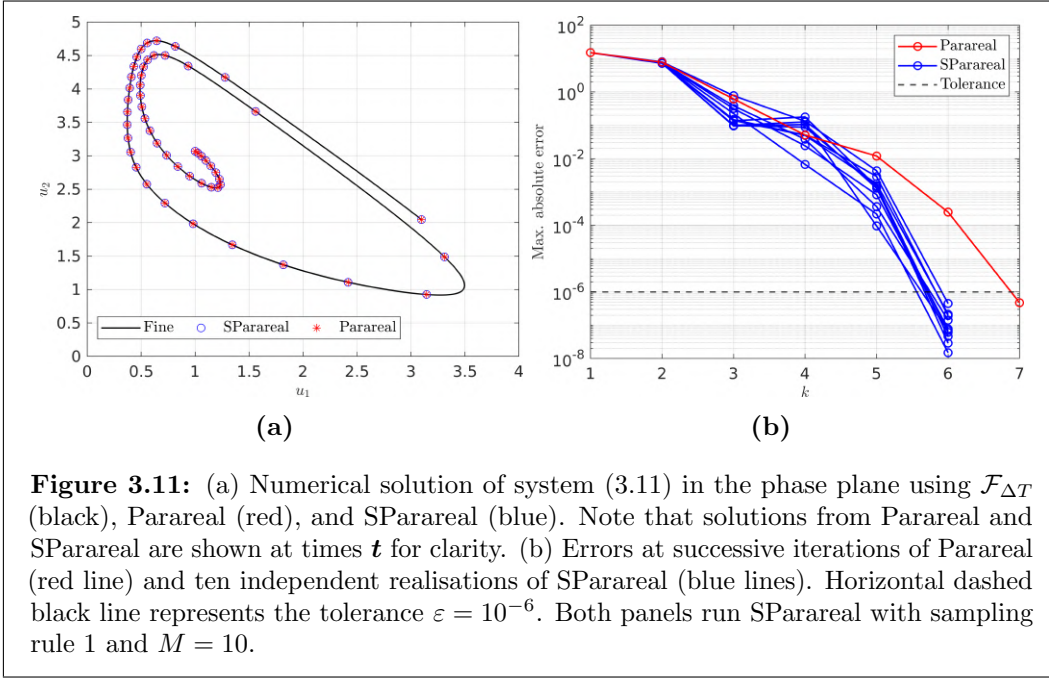 5
4.5
4
3.5
3
2.5
2
1.5
1
0.5
0
u₂
Fine SParareal Parareal
0 0.5 1 1.5 2 2.5 3 3.5 4
u₁
(a)
10²
10⁰
10⁻²
10⁻⁴
10⁻⁶
10⁻⁸
Max. absolute error
Parareal
SParareal
Tolerance
1 2 3 4 5 6 7
k
(b)
Figure 3.11: (a) Numerical solution of system (3.11) in the phase plane using 𝓕_ΔT
(black), Parareal (red), and SParareal (blue). Note that solutions from Parareal and
SParareal are shown at times t for clarity. (b) Errors at successive iterations of Parareal
(red line) and ten independent realisations of SParareal (blue lines). Horizontal dashed
black line represents the tolerance ε = 10⁻⁶. Both panels run SParareal with sampling
rule 1 and M = 10.